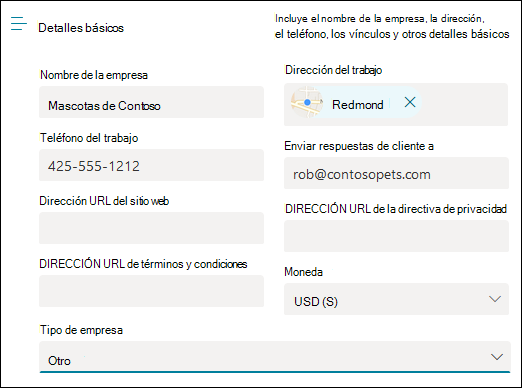 Detalles básicos
Incluye el nombre de la empresa, la dirección,
el teléfono, los vínculos y otros detalles básicos
Nombre de la empresa
Mascotas de Contoso
Dirección del trabajo
Redmond
Teléfono del trabajo
425-555-1212
Enviar respuestas de cliente a
rob@contosopets.com
Dirección URL del sitio web
DIRECCIÓN URL de la directiva de privacidad
DIRECCIÓN URL de términos y condiciones
Moneda
USD (S)
Tipo de empresa
Otro